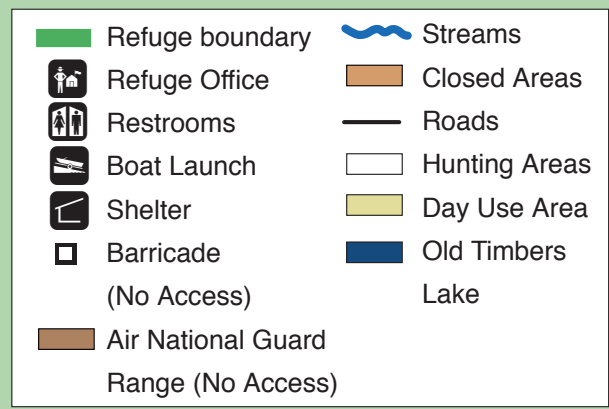 Refuge boundary
Refuge Office
Restrooms
Boat Launch
Shelter
Barricade
(No Access)
Air National Guard
Range (No Access)
Streams
Closed Areas
Roads
Hunting Areas
Day Use Area
Old Timbers
Lake